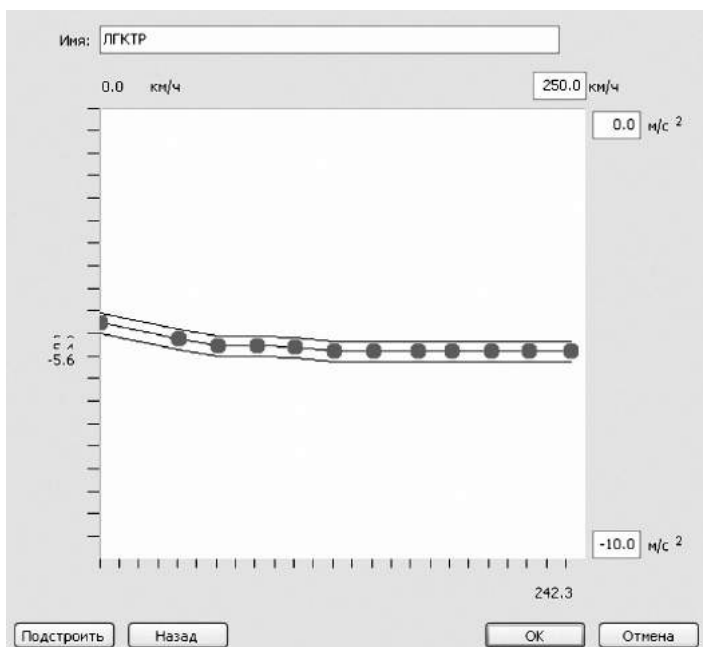 Имя: ЛГКТР
0.0 км/ч 250.0 км/ч
0.0 м/с 2
-5.6
-10.0 м/с 2
242.3
Подстроить Назад OK Отмена